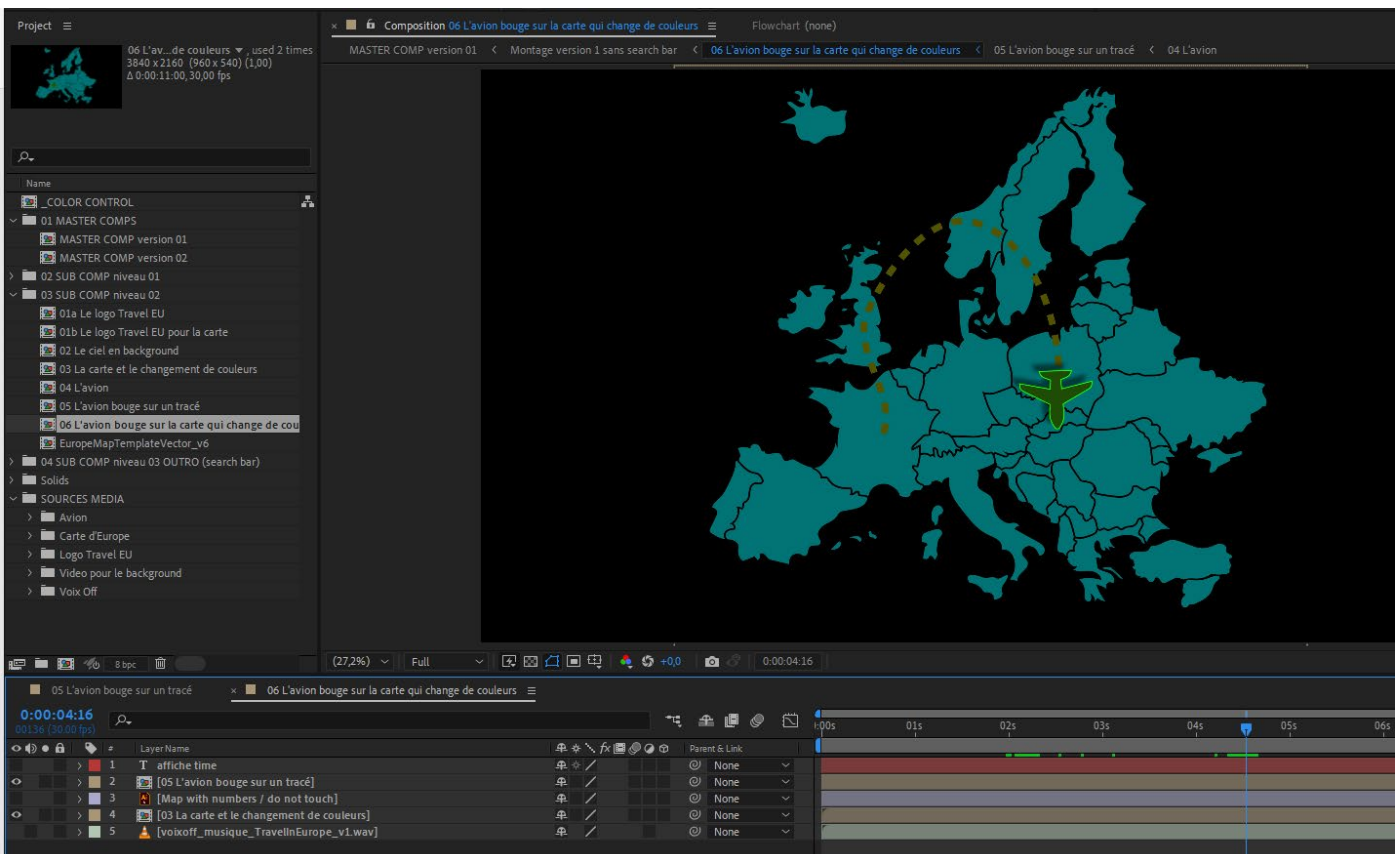 Project
06 L'av...de couleurs ▼, used 2 times
3840 x 2160 (960 x 540) (1,00)
Δ 0:00:11:00, 30,00 fps
Name
_COLOR CONTROL
01 MASTER COMPS
MASTER COMP version 01
MASTER COMP version 02
02 SUB COMP niveau 01
03 SUB COMP niveau 02
01a Le logo Travel EU
01b Le logo Travel EU pour la carte
02 Le ciel en background
03 La carte et le changement de couleurs
04 L'avion
05 L'avion bouge sur un tracé
06 L'avion bouge sur la carte qui change de cou
EuropeMapTemplateVector_v6
04 SUB COMP niveau 03 OUTRO (search bar)
Solids
SOURCES MEDIA
Avion
Carte d'Europe
Logo Travel EU
Video pour le background
Voix Off
8 bpc
Composition 06 L'avion bouge sur la carte qui change de couleurs
Flowchart (none)
MASTER COMP version 01 < Montage version 1 sans search bar < 06 L'avion bouge sur la carte qui change de couleurs < 05 L'avion bouge sur un tracé < 04 L'avion
(27,2%) Full +0,0 0:00:04:16
05 L'avion bouge sur un tracé
06 L'avion bouge sur la carte qui change de couleurs
0:00:04:16
00136 (30.00 fps)
:00s 01s 02s 03s 04s 05s 06s
# Layer Name Parent & Link
1 T affiche time None
2 [05 L'avion bouge sur un tracé] None
3 [Map with numbers / do not touch] None
4 [03 La carte et le changement de couleurs] None
5 [voixoff_musique_TravelInEurope_v1.wav] None